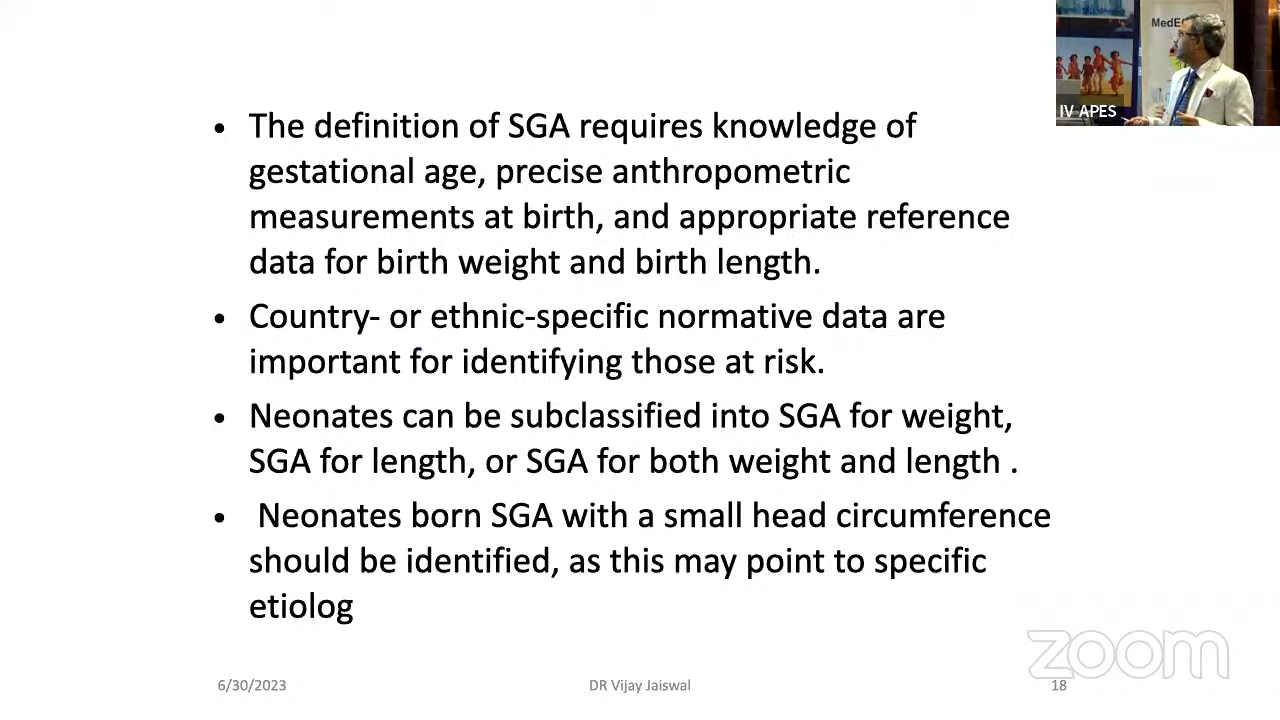 MedE
IV APES
• The definition of SGA requires knowledge of
gestational age, precise anthropometric
measurements at birth, and appropriate reference
data for birth weight and birth length.
• Country- or ethnic-specific normative data are
important for identifying those at risk.
• Neonates can be subclassified into SGA for weight,
SGA for length, or SGA for both weight and length .
• Neonates born SGA with a small head circumference
should be identified, as this may point to specific
etiolog
zoom
6/30/2023 DR Vijay Jaiswal 18